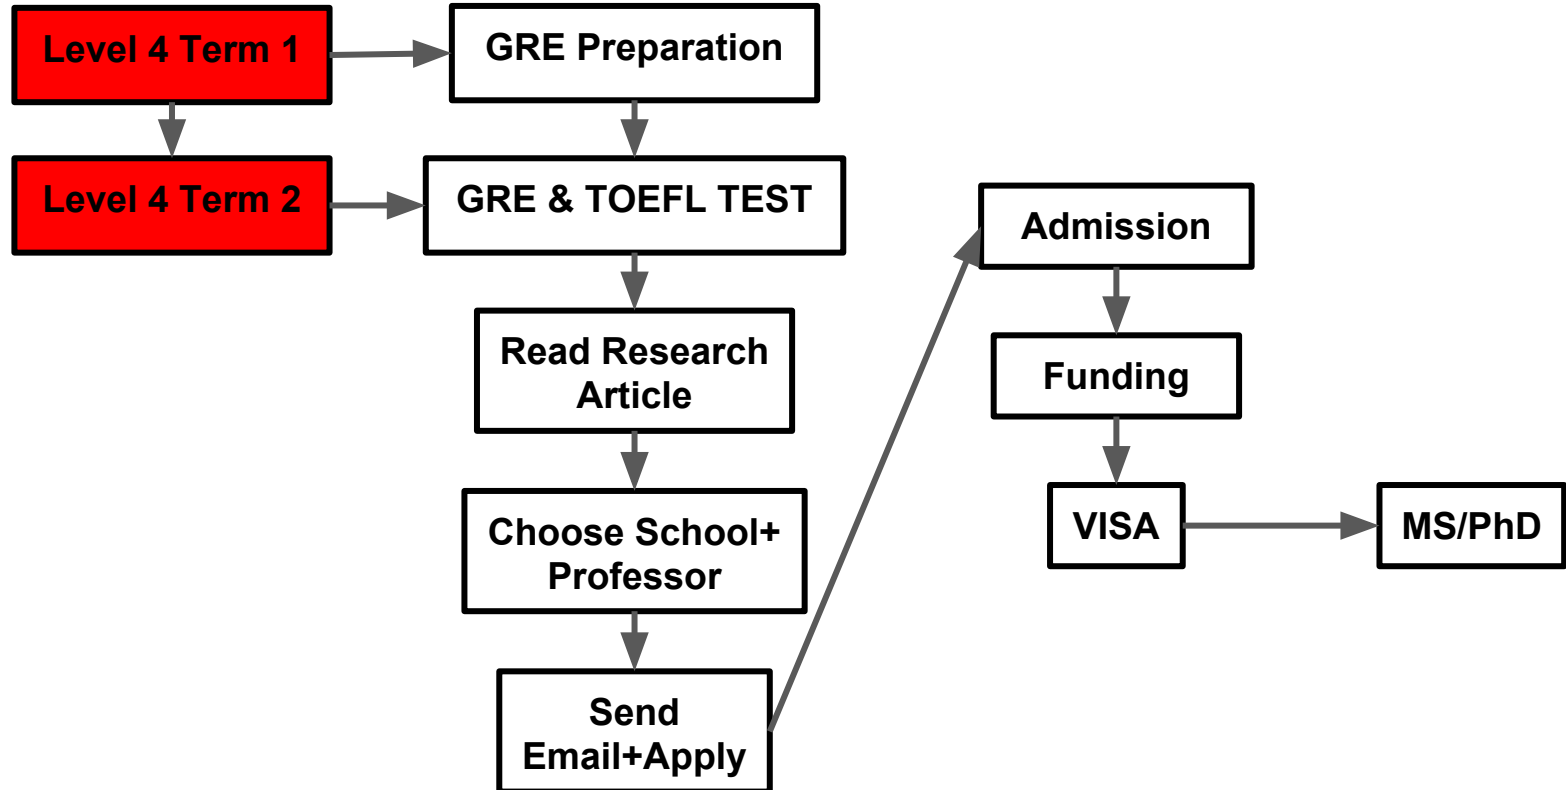 Level 4 Term 1
GRE Preparation
Level 4 Term 2
GRE & TOEFL TEST
Read Research
Article
Choose School+
Professor
Send
Email+Apply
Admission
Funding
VISA
MS/PhD